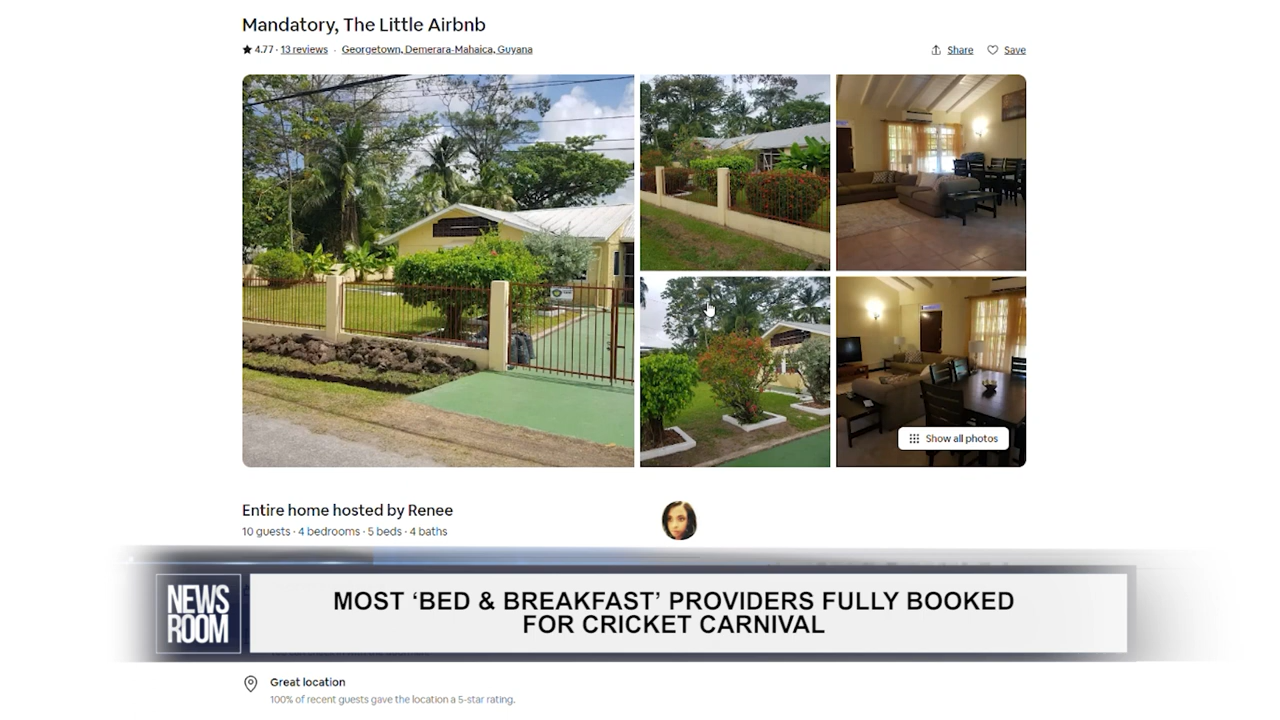 Mandatory, The Little Airbnb
★ 4.77 · 13 reviews · Georgetown, Demerara-Mahaica, Guyana
Share
Save
Show all photos
Entire home hosted by Renee
10 guests · 4 bedrooms · 5 beds · 4 baths
NEWS
ROOM
MOST ‘BED & BREAKFAST’ PROVIDERS FULLY BOOKED
FOR CRICKET CARNIVAL
Great location
100% of recent guests gave the location a 5-star rating.